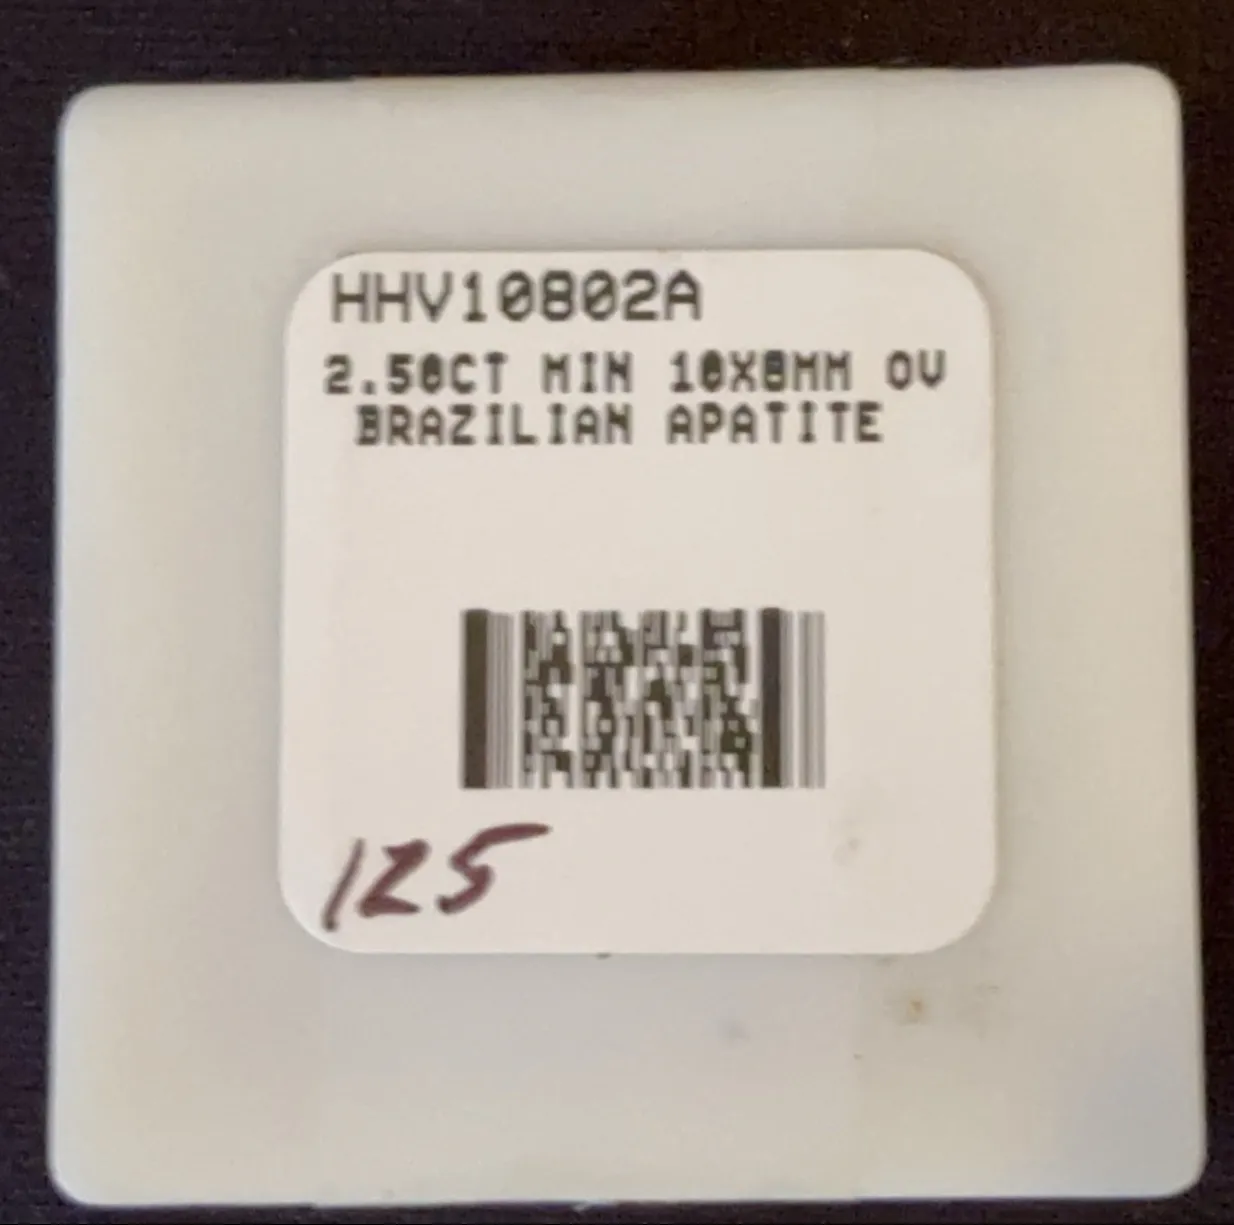 HHV10802A
2.50CT MIN 10X8MM OV
BRAZILIAN APATITE
125